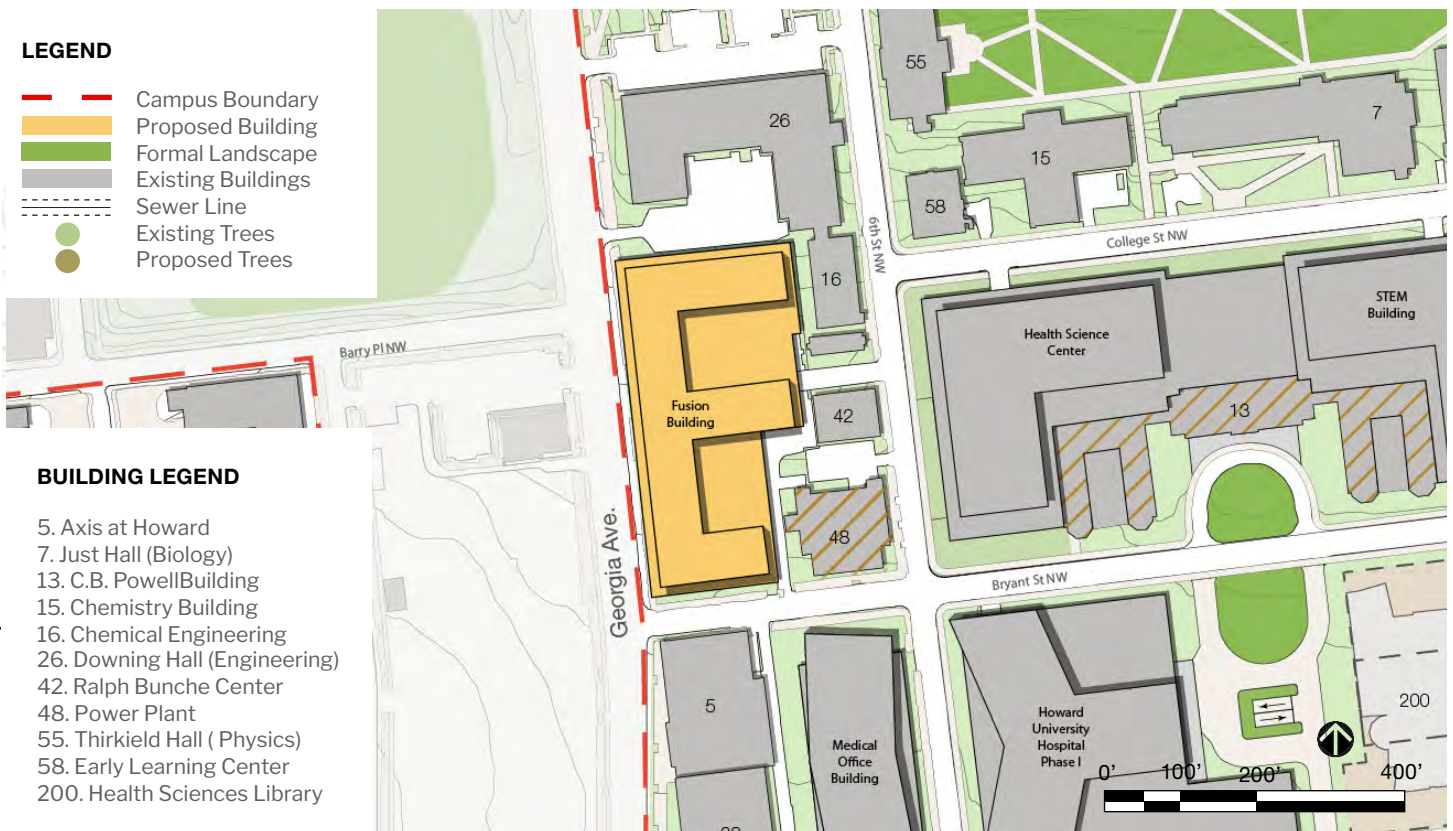 LEGEND
Campus Boundary
Proposed Building
Formal Landscape
Existing Buildings
Sewer Line
Existing Trees
Proposed Trees
BUILDING LEGEND
5. Axis at Howard
7. Just Hall (Biology)
13. C.B. PowellBuilding
15. Chemistry Building
16. Chemical Engineering
26. Downing Hall (Engineering)
42. Ralph Bunche Center
48. Power Plant
55. Thirkield Hall ( Physics)
58. Early Learning Center
200. Health Sciences Library
55
26
7
15
58
6th St NW
College St NW
16
Barry Pl NW
Health Science
Center
STEM
Building
Fusion
Building
42
13
48
Georgia Ave.
Bryant St NW
5
Medical
Office
Building
Howard
University
Hospital
Phase I
200
0' 100' 200' 400'